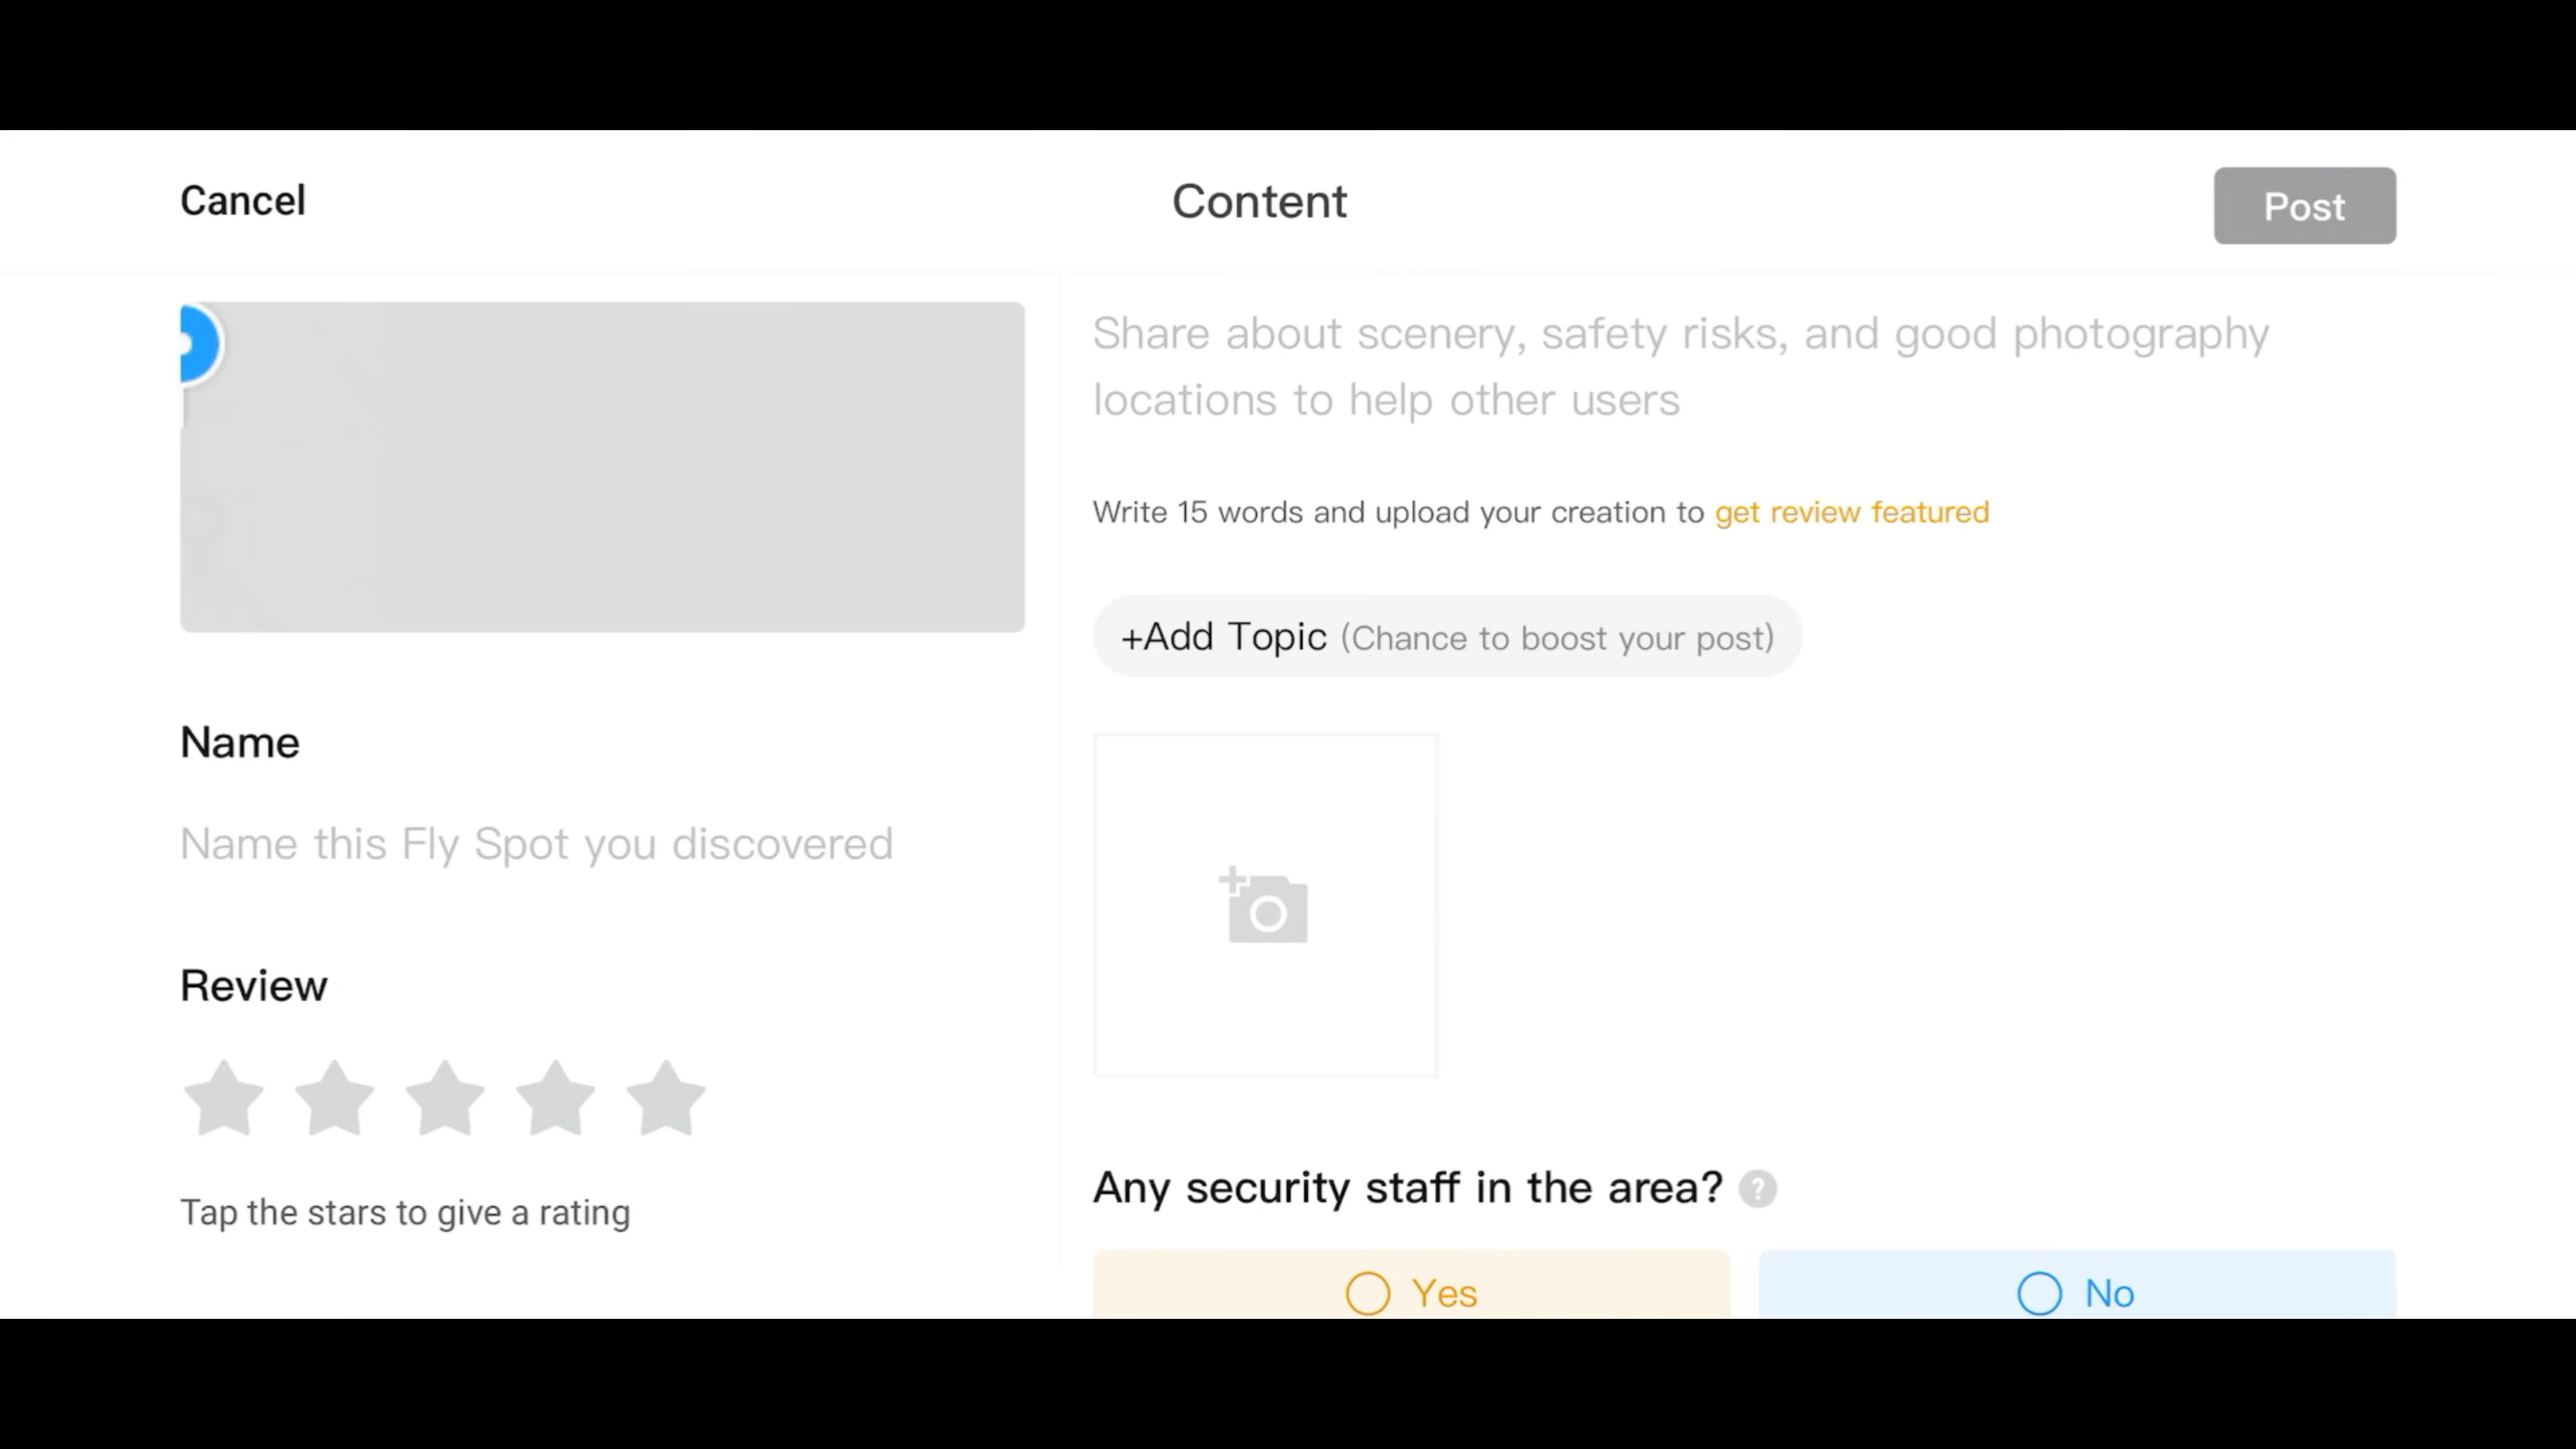 Cancel
Content
Post
Share about scenery, safety risks, and good photography
locations to help other users
Write 15 words and upload your creation to get review featured
+Add Topic (Chance to boost your post)
Name
Name this Fly Spot you discovered
Review
Tap the stars to give a rating
Any security staff in the area? ?
Yes
No